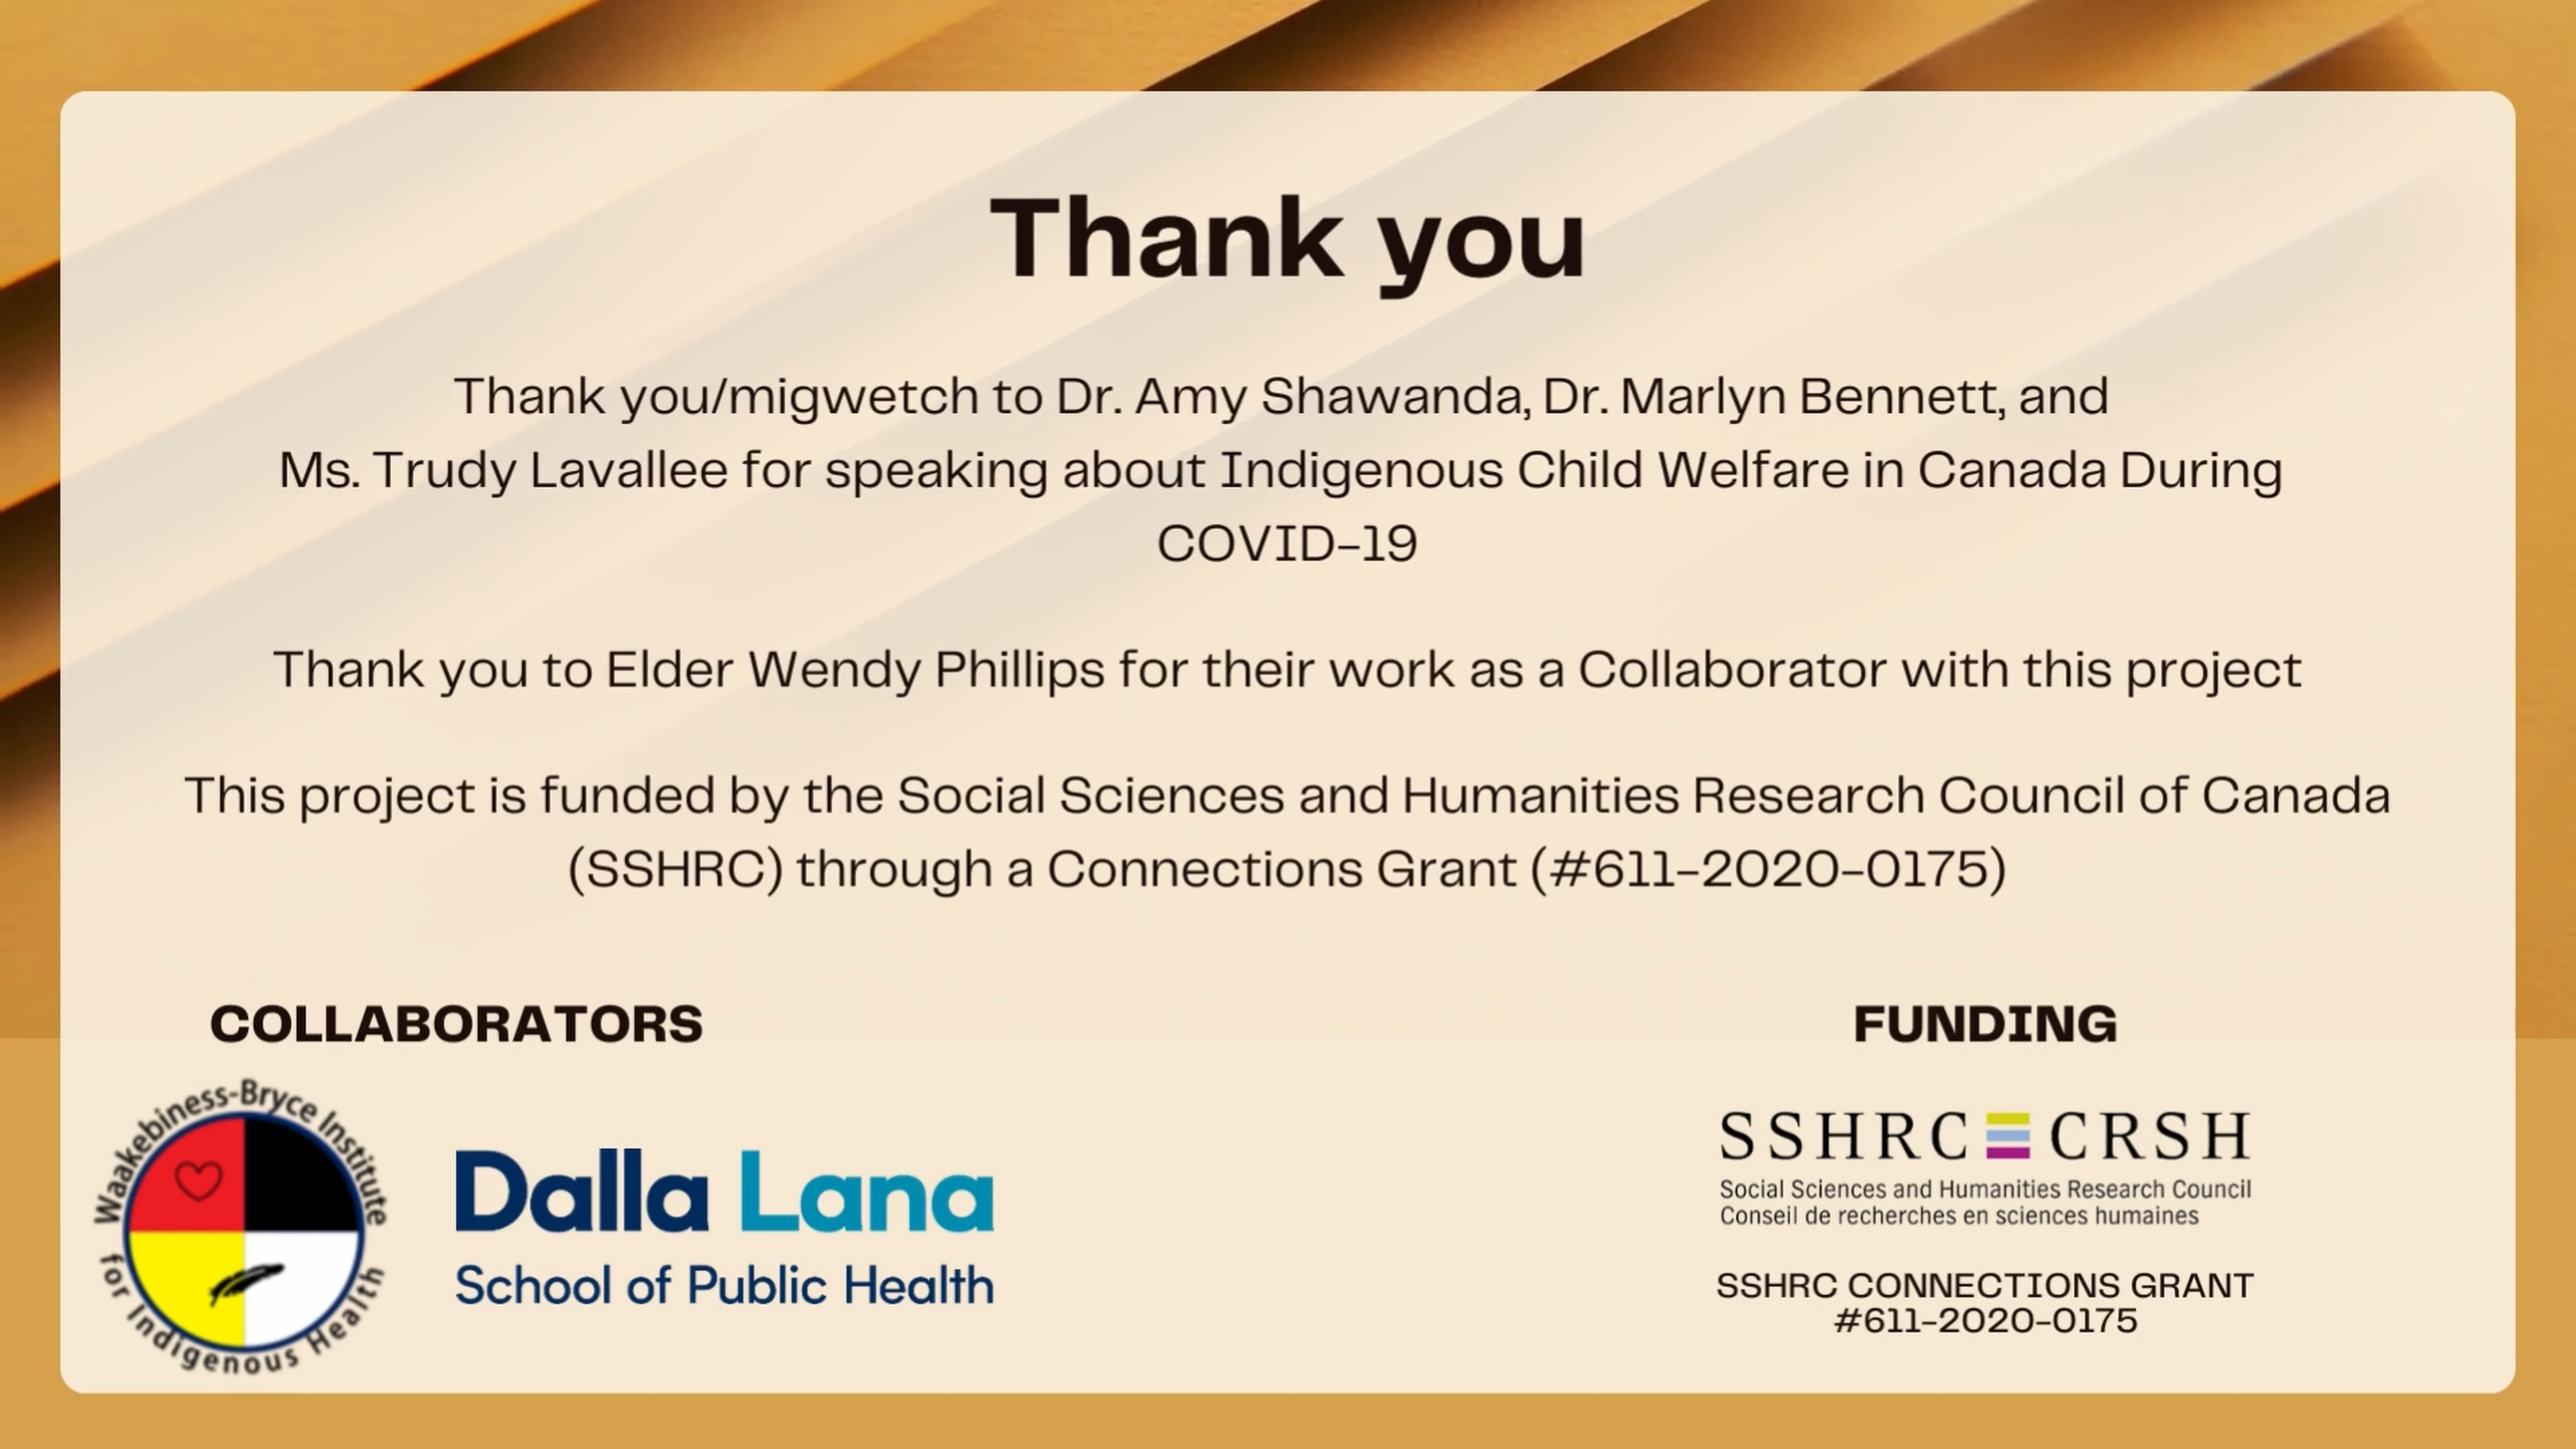 Thank you
Thank you/migwetch to Dr. Amy Shawanda, Dr. Marlyn Bennett, and
Ms. Trudy Lavallee for speaking about Indigenous Child Welfare in Canada During
COVID-19
Thank you to Elder Wendy Phillips for their work as a Collaborator with this project
This project is funded by the Social Sciences and Humanities Research Council of Canada
(SSHRC) through a Connections Grant (#611-2020-0175)
COLLABORATORS
Waakebiness-Bryce Institute
for Indigenous Health
Dalla Lana
School of Public Health
FUNDING
SSHRC CRSH
Social Sciences and Humanities Research Council
Conseil de recherches en sciences humaines
SSHRC CONNECTIONS GRANT
#611-2020-0175